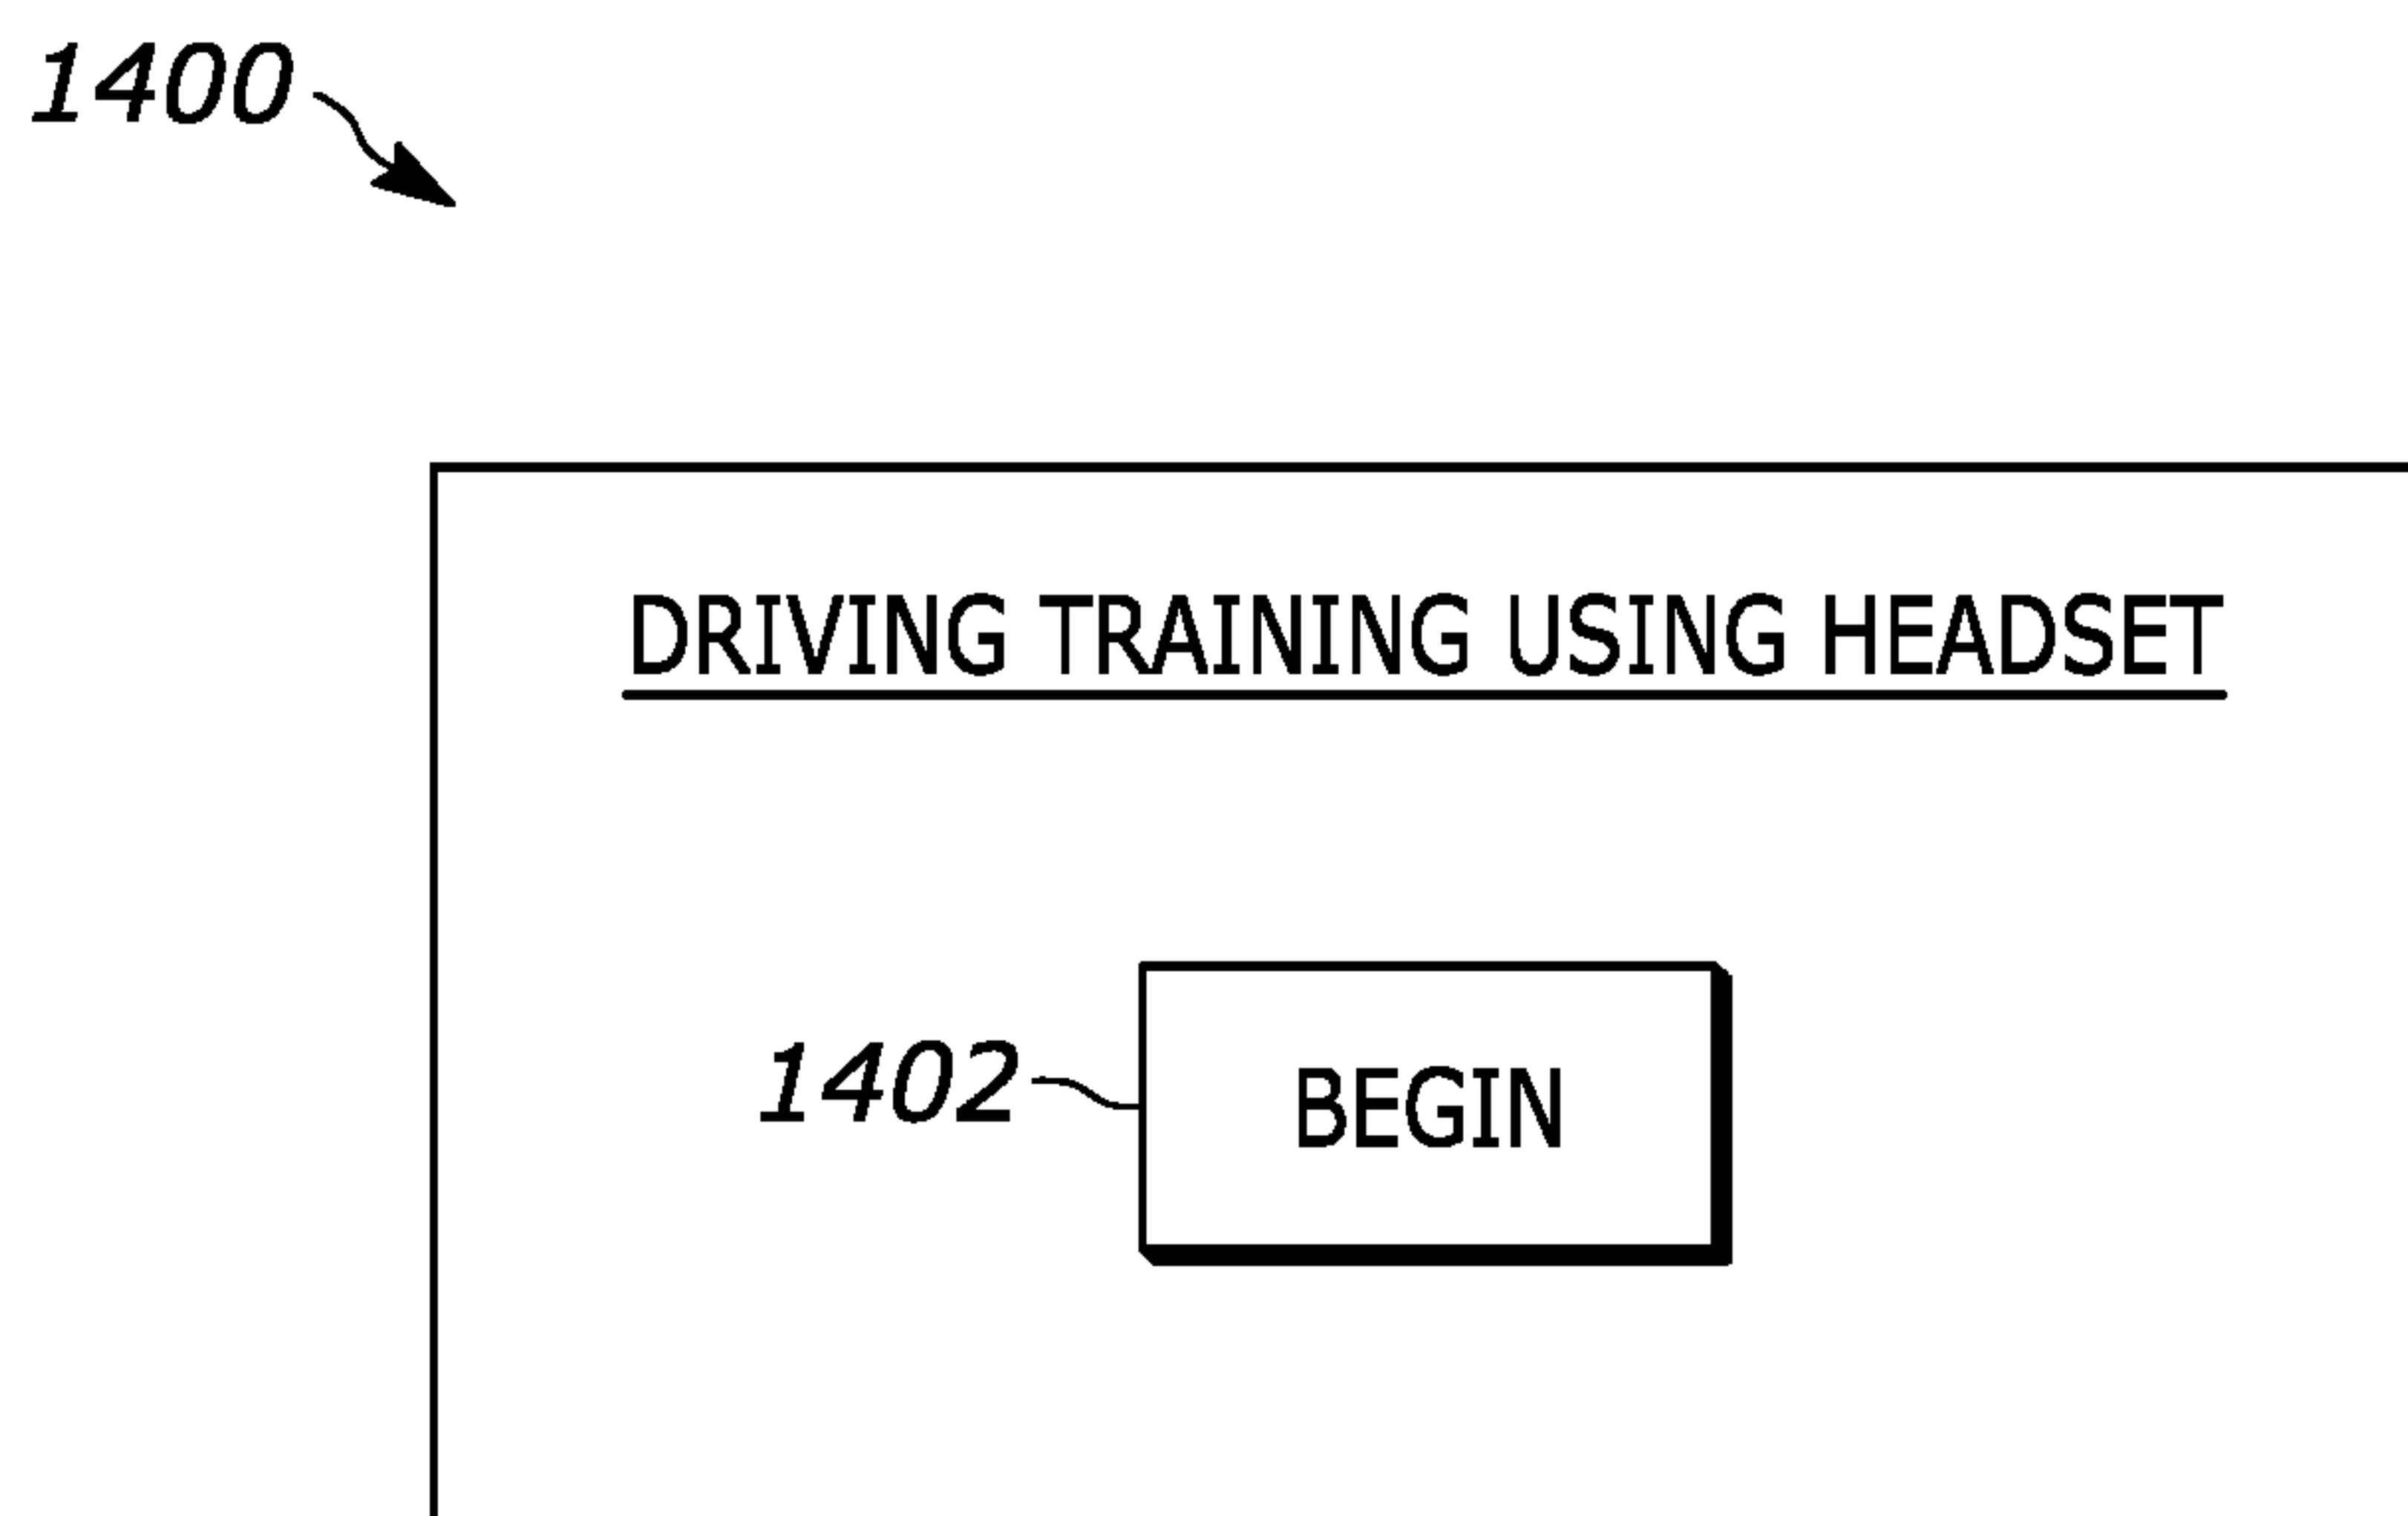 1400
DRIVING TRAINING USING HEADSET
1402
BEGIN